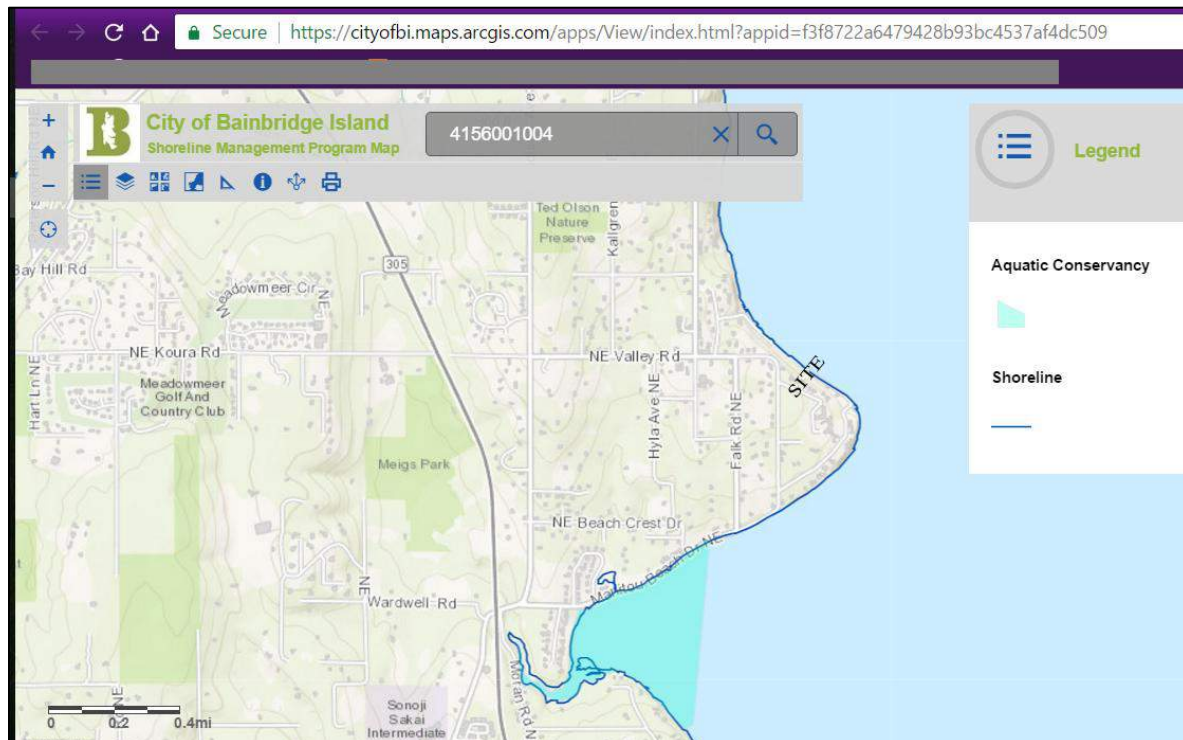 Secure | https://cityofbi.maps.arcgis.com/apps/View/index.html?appid=f3f8722a6479428b93bc4537af4dc509
City of Bainbridge Island
Shoreline Management Program Map
4156001004
Legend
Aquatic Conservancy
Shoreline
Ted Olson
Nature
Preserve
Kallgren
305
Bay Hill Rd
Meadowmeer Cir
NE
NE Koura Rd
NE Valley Rd
SITE
Hart Ln NE
Meadowmeer
Golf And
Country Club
Hyla Ave NE
Falk Rd NE
Meigs Park
NE Beach Crest Dr
Manitou Beach Dr NE
NE
Wardwell Rd
Moran Rd N
NE
Sonoji
Sakai
Intermediate
0 0.2 0.4mi